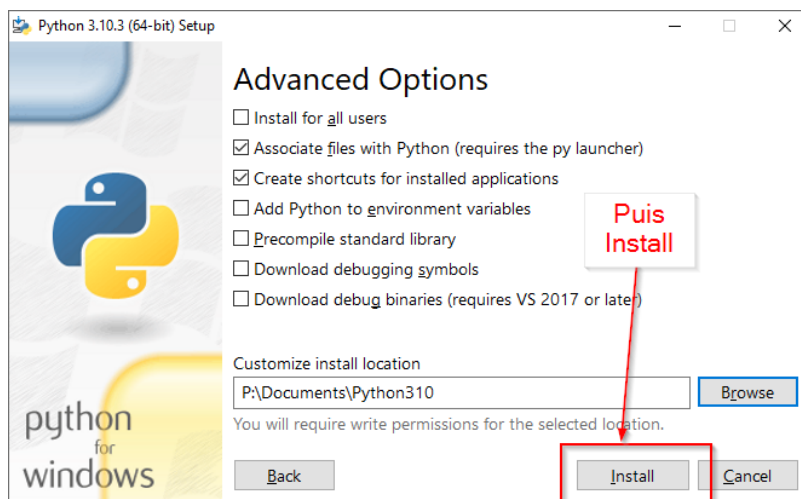 Python 3.10.3 (64-bit) Setup
Advanced Options
Install for all users
Associate files with Python (requires the py launcher)
Create shortcuts for installed applications
Add Python to environment variables
Precompile standard library
Download debugging symbols
Download debug binaries (requires VS 2017 or later)
Puis
Install
Customize install location
P:\Documents\Python310
Browse
You will require write permissions for the selected location.
python
for
windows
Back
Install
Cancel